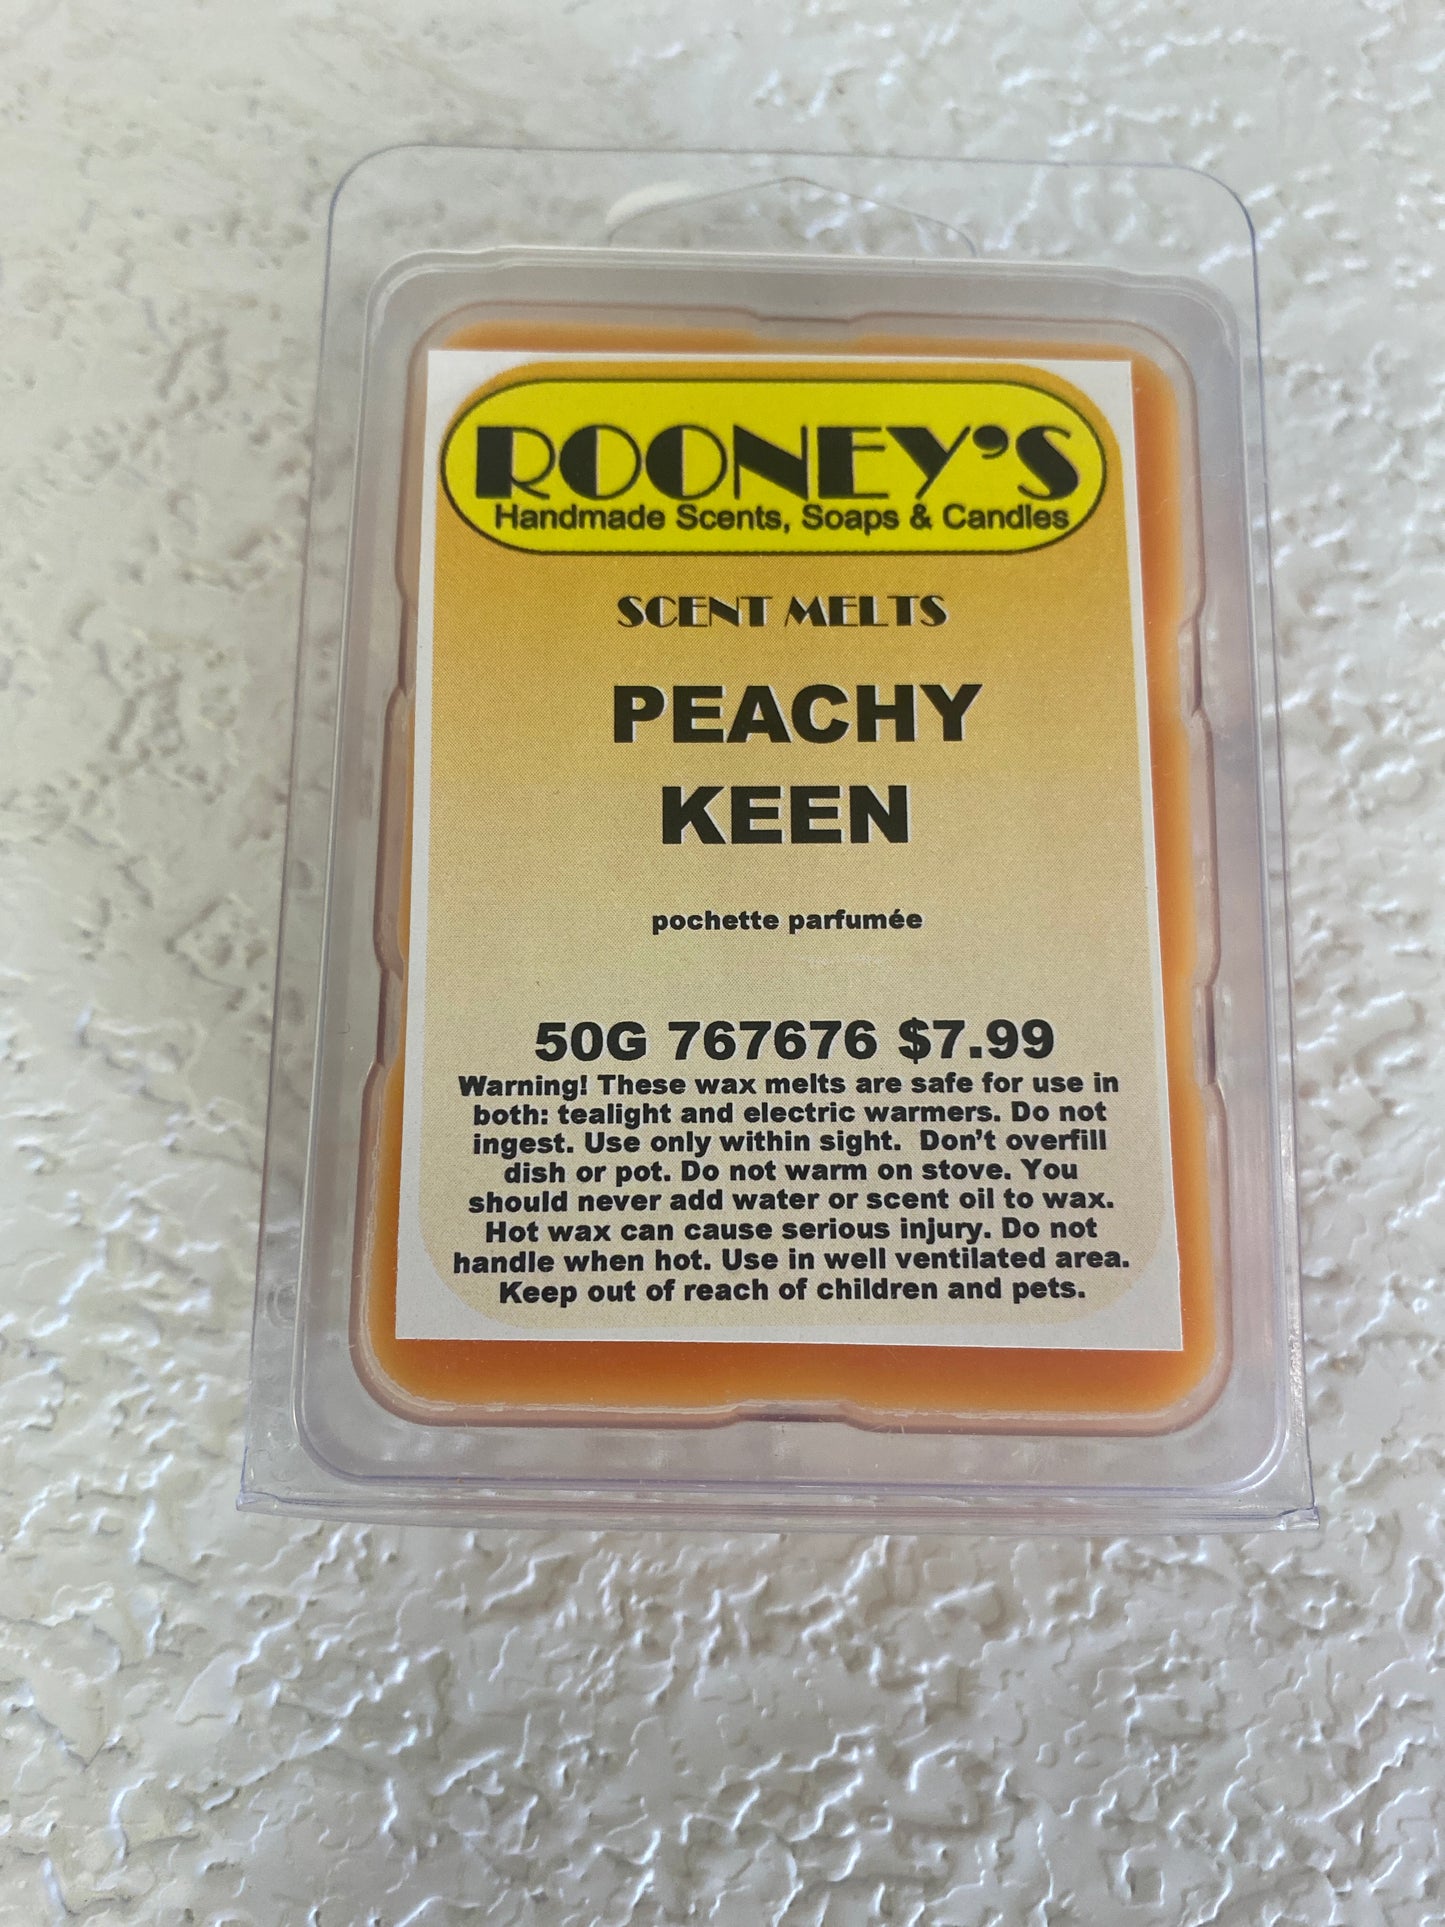 ROONEY'S
Handmade Scents, Soaps & Candles
SCENT MELTS
PEACHY
KEEN
pochette parfumée
50G 767676 $7.99
Warning! These wax melts are safe for use in
both: tealight and electric warmers. Do not
ingest. Use only within sight. Don't overfill
dish or pot. Do not warm on stove. You
should never add water or scent oil to wax.
Hot wax can cause serious injury. Do not
handle when hot. Use in well ventilated area.
Keep out of reach of children and pets.